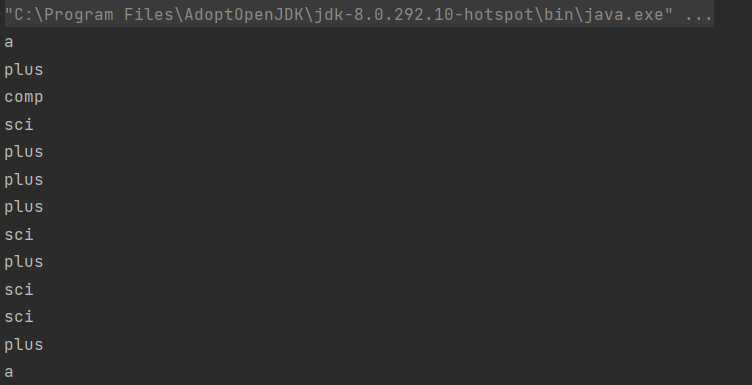 "C:\Program Files\AdoptOpenJDK\jdk-8.0.292.10-hotspot\bin\java.exe" ...
a
plus
comp
sci
plus
plus
plus
sci
plus
sci
sci
plus
a